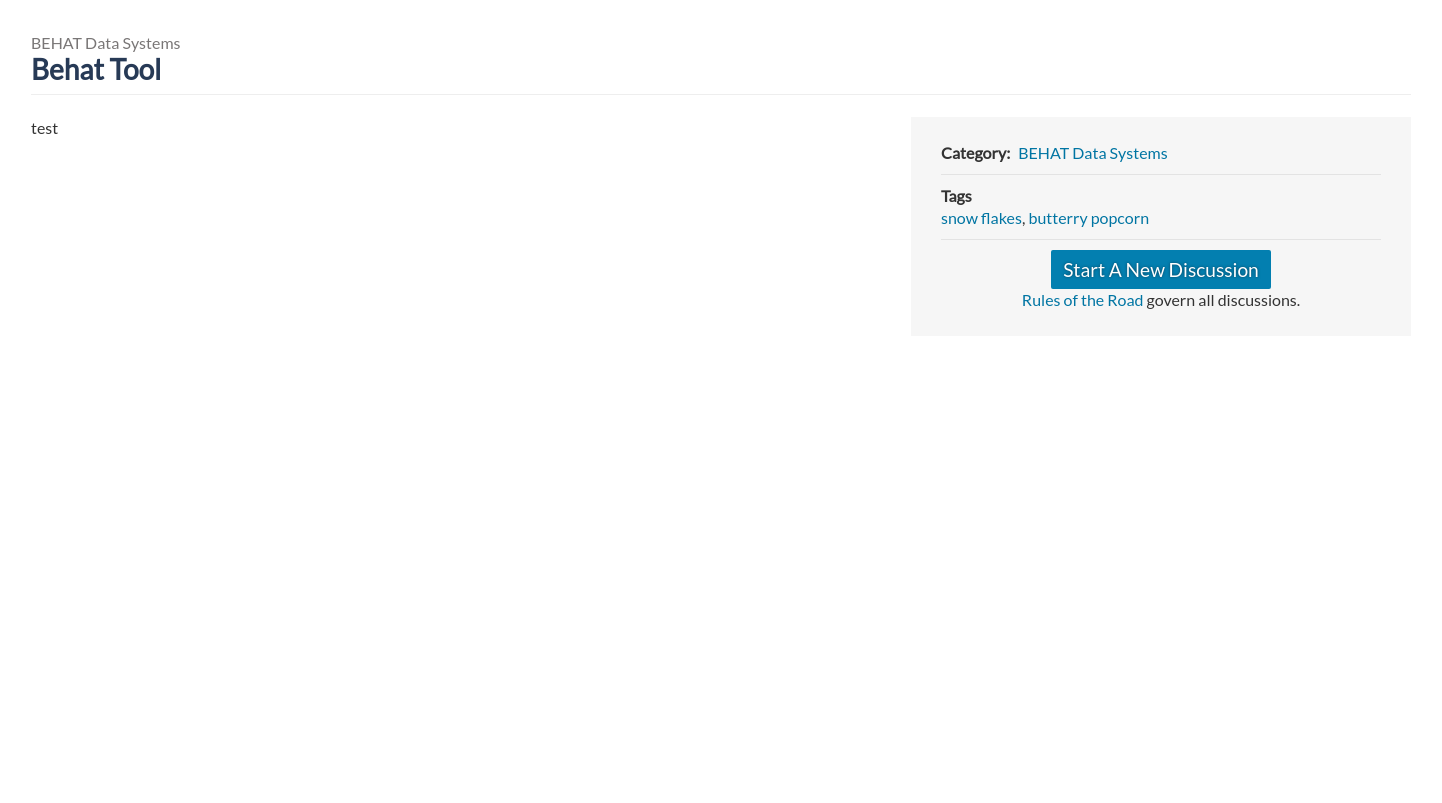 BEHAT Data Systems
Behat Tool
test
Category: BEHAT Data Systems
Tags
snow flakes, butterry popcorn
Start A New Discussion
Rules of the Road govern all discussions.